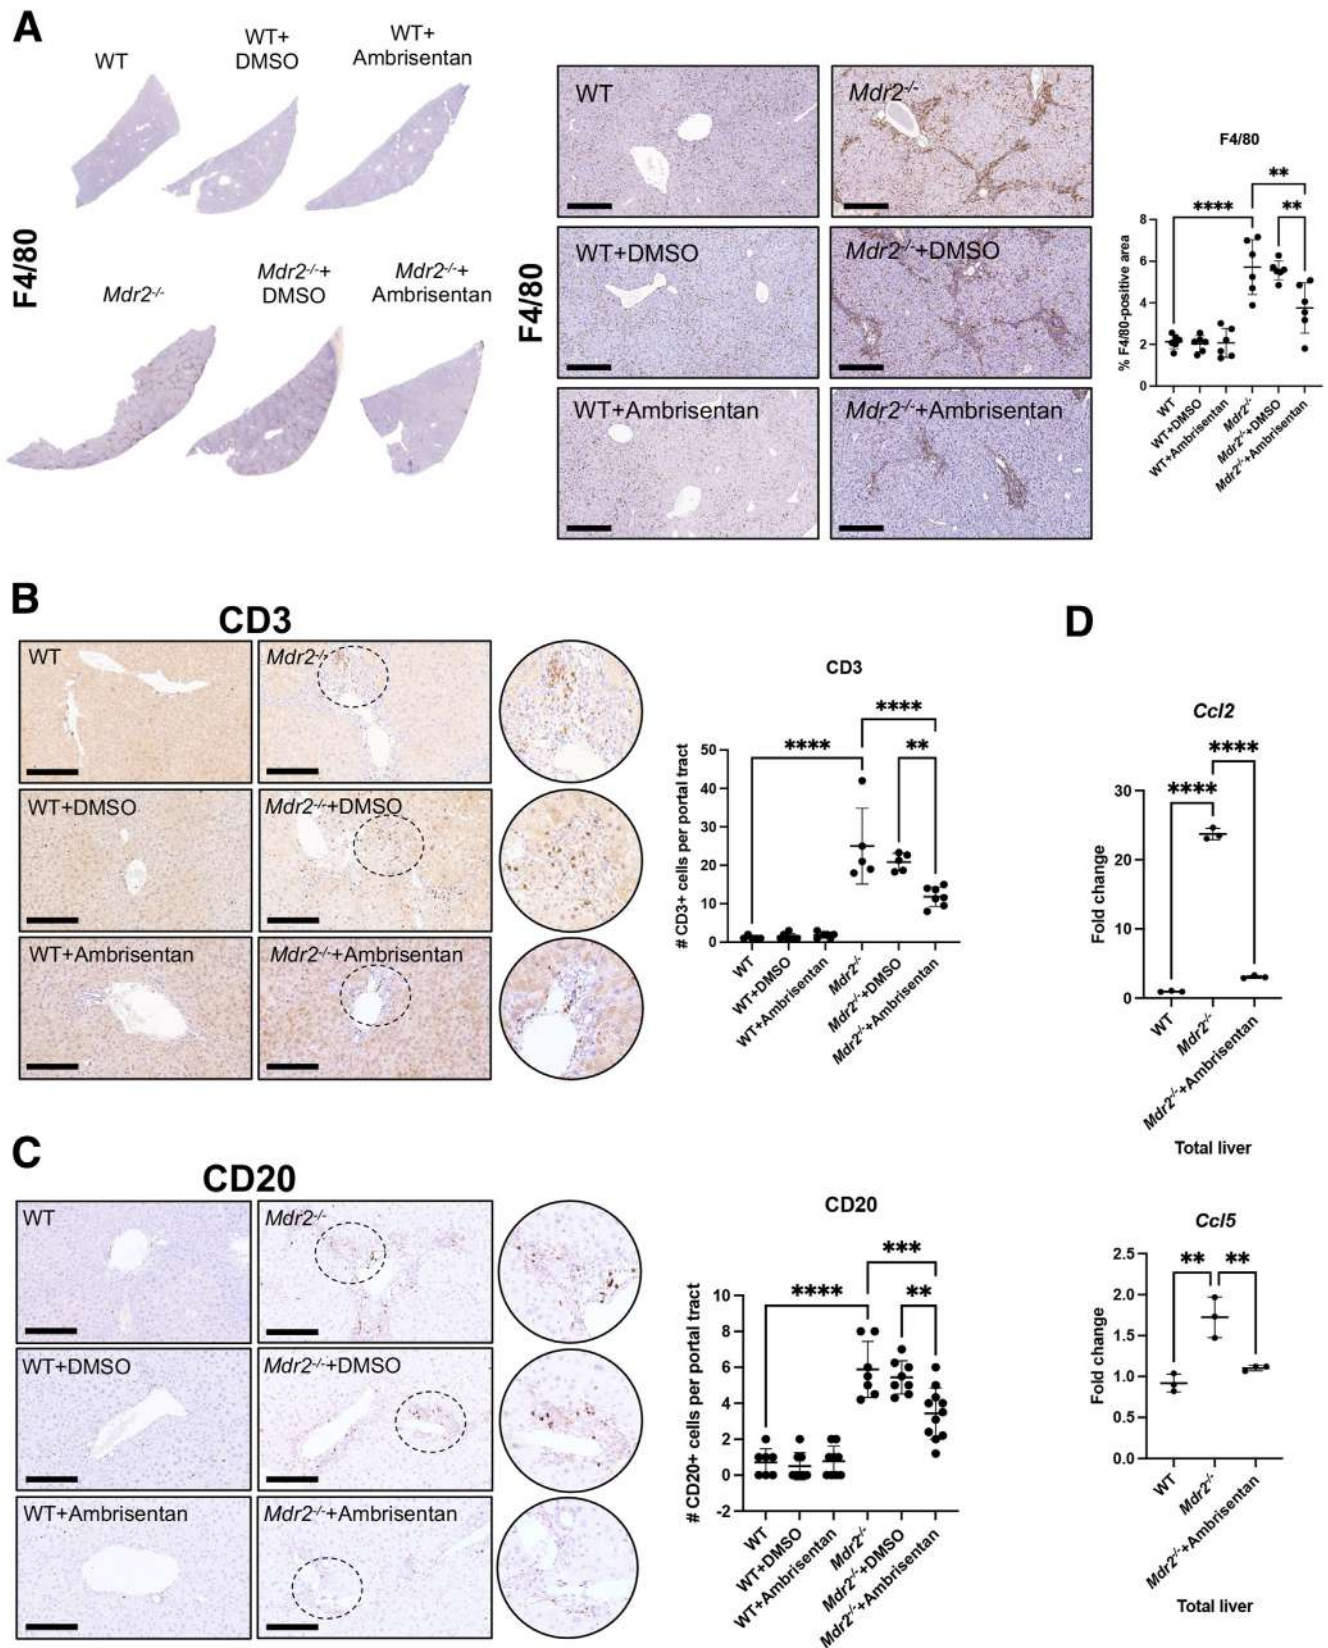 A
WT
WT+
DMSO
WT+
Ambrisentan
F4/80
Mdr2-/-
Mdr2-/-+
DMSO
Mdr2-/-+
Ambrisentan
F4/80
WT
Mdr2-/-
WT+DMSO
Mdr2-/-+DMSO
WT+Ambrisentan
Mdr2-/-+Ambrisentan
F4/80
**
****
**
% F4/80-positive area
8
6
4
2
0
WT
WT+DMSO
WT+Ambrisentan
Mdr2-/-
Mdr2-/-+DMSO
Mdr2-/-+Ambrisentan
B
CD3
WT
Mdr2-/-
WT+DMSO
Mdr2-/-+DMSO
WT+Ambrisentan
Mdr2-/-+Ambrisentan
CD3
****
****
**
# CD3+ cells per portal tract
50
40
30
20
10
0
WT
WT+DMSO
WT+Ambrisentan
Mdr2-/-
Mdr2-/-+DMSO
Mdr2-/-+Ambrisentan
C
CD20
WT
Mdr2-/-
WT+DMSO
Mdr2-/-+DMSO
WT+Ambrisentan
Mdr2-/-+Ambrisentan
CD20
***
****
**
# CD20+ cells per portal tract
10
8
6
4
2
0
-2
WT
WT+DMSO
WT+Ambrisentan
Mdr2-/-
Mdr2-/-+DMSO
Mdr2-/-+Ambrisentan
D
Ccl2
****
****
Fold change
30
20
10
0
WT
Mdr2-/-
Mdr2-/-+Ambrisentan
Total liver
Ccl5
**
**
Fold change
2.5
2.0
1.5
1.0
0.5
0.0
WT
Mdr2-/-
Mdr2-/-+Ambrisentan
Total liver